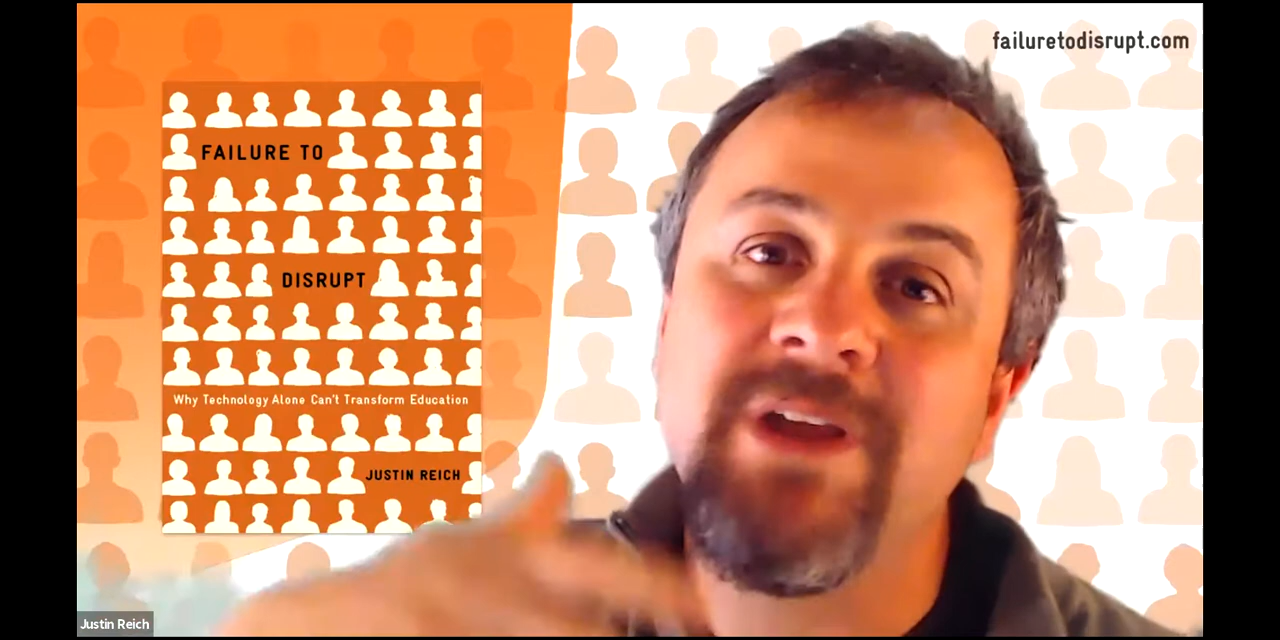 failuretodisrupt.com
FAILURE TO
DISRUPT
Why Technology Alone Can't Transform Education
JUSTIN REICH
Justin Reich